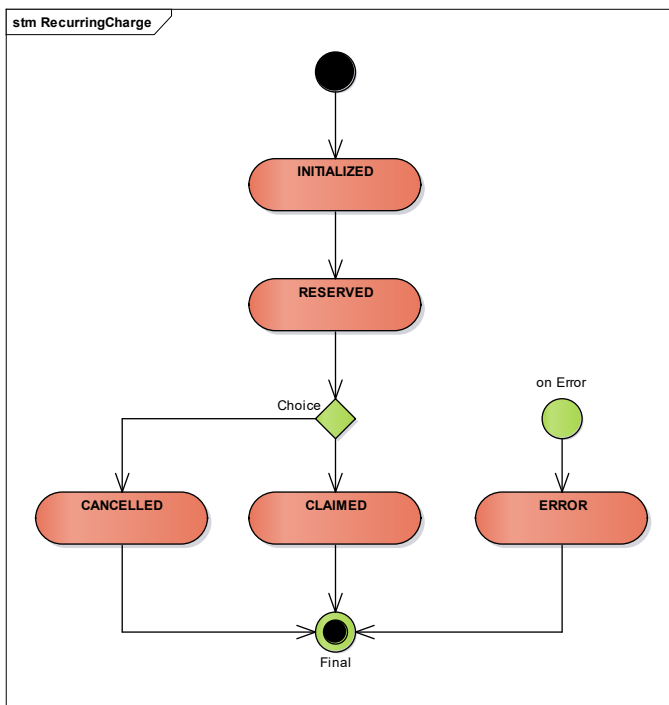 stm RecurringCharge
INITIALIZED
RESERVED
on Error
Choice
CANCELLED
CLAIMED
ERROR
Final